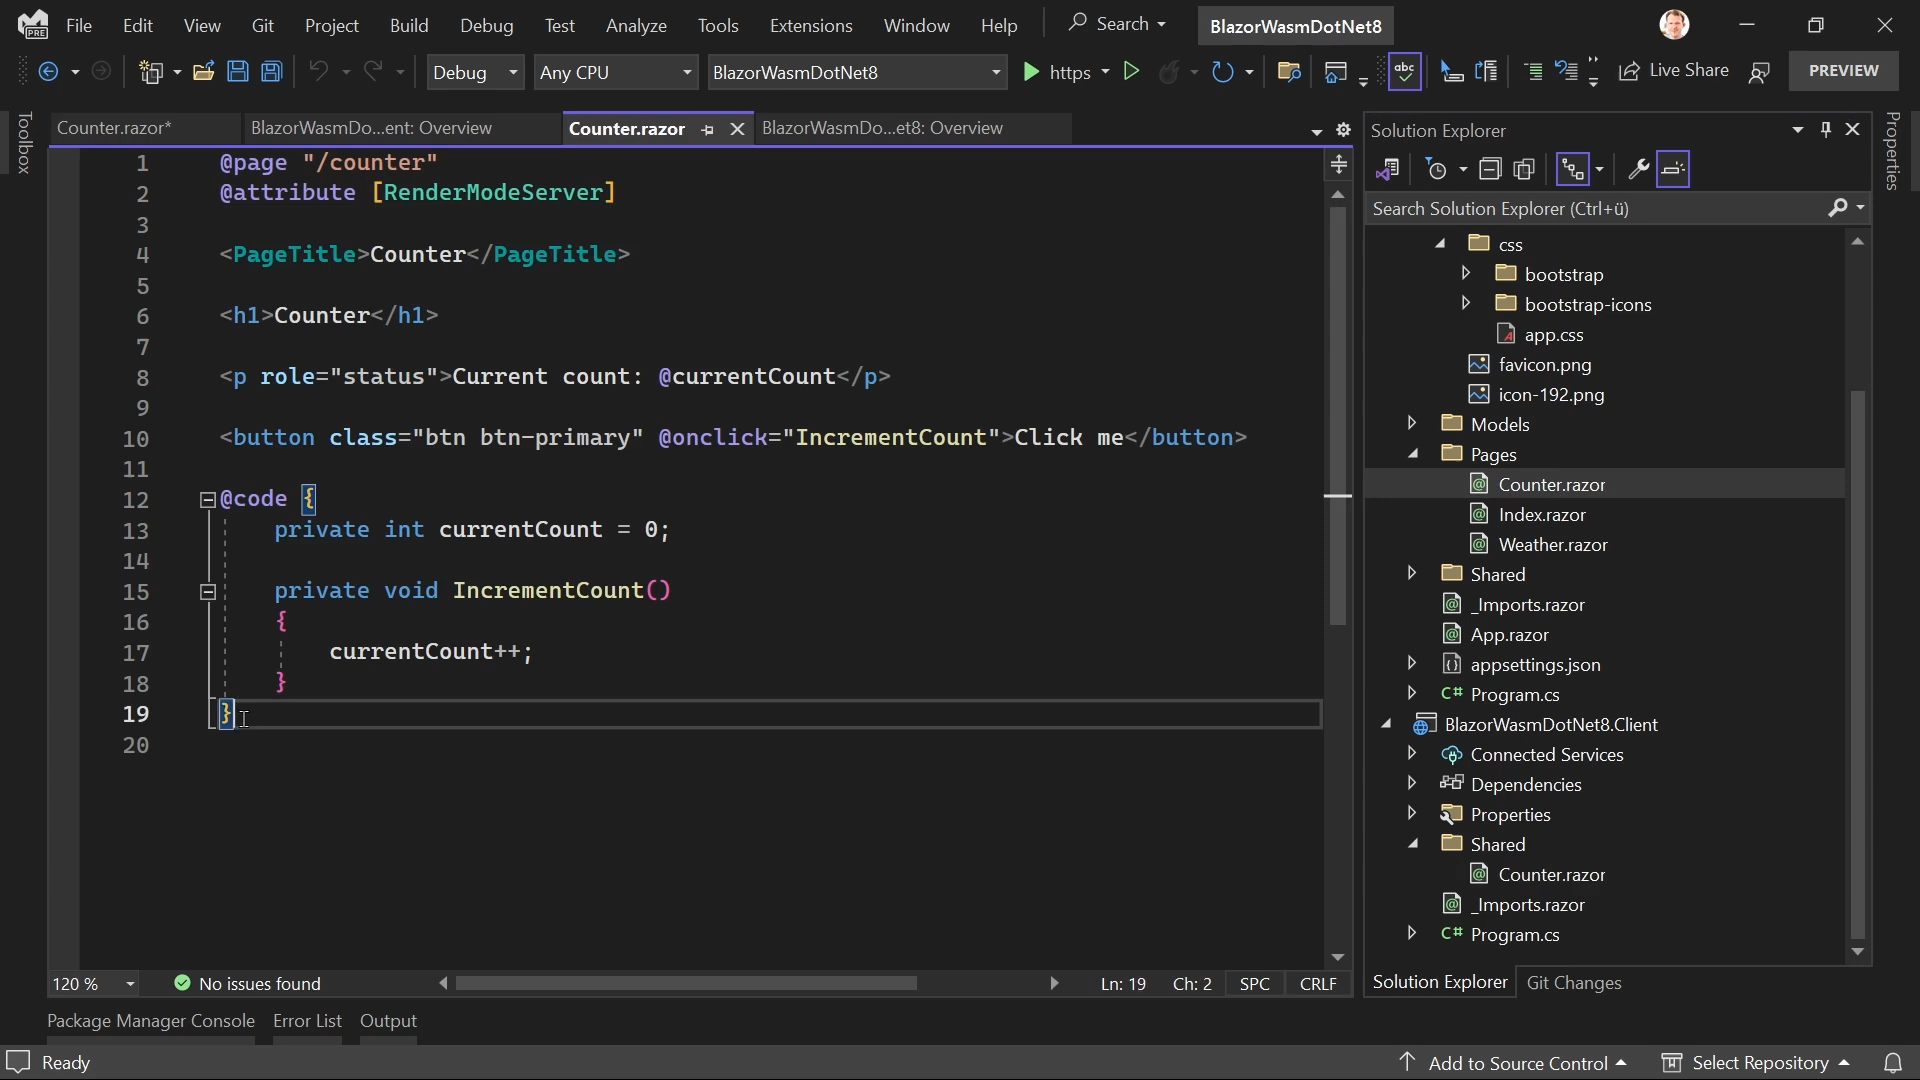 File Edit View Git Project Build Debug Test Analyze Tools Extensions Window Help Search BlazorWasmDotNet8
PRE
Debug Any CPU BlazorWasmDotNet8 https abc Live Share PREVIEW
Toolbox
Counter.razor* BlazorWasmDo...ent: Overview Counter.razor BlazorWasmDo...et8: Overview
1 @page "/counter"
2 @attribute [RenderModeServer]
3
4 <PageTitle>Counter</PageTitle>
5
6 <h1>Counter</h1>
7
8 <p role="status">Current count: @currentCount</p>
9
10 <button class="btn btn-primary" @onclick="IncrementCount">Click me</button>
11
12 @code {
13 private int currentCount = 0;
14
15 private void IncrementCount()
16 {
17 currentCount++;
18 }
19 }
20
120 % No issues found Ln: 19 Ch: 2 SPC CRLF
Solution Explorer
Search Solution Explorer (Ctrl+ü)
css
bootstrap
bootstrap-icons
app.css
favicon.png
icon-192.png
Models
Pages
Counter.razor
Index.razor
Weather.razor
Shared
_Imports.razor
App.razor
appsettings.json
C# Program.cs
BlazorWasmDotNet8.Client
Connected Services
Dependencies
Properties
Shared
Counter.razor
_Imports.razor
C# Program.cs
Solution Explorer Git Changes
Properties
Package Manager Console Error List Output
Ready Add to Source Control Select Repository